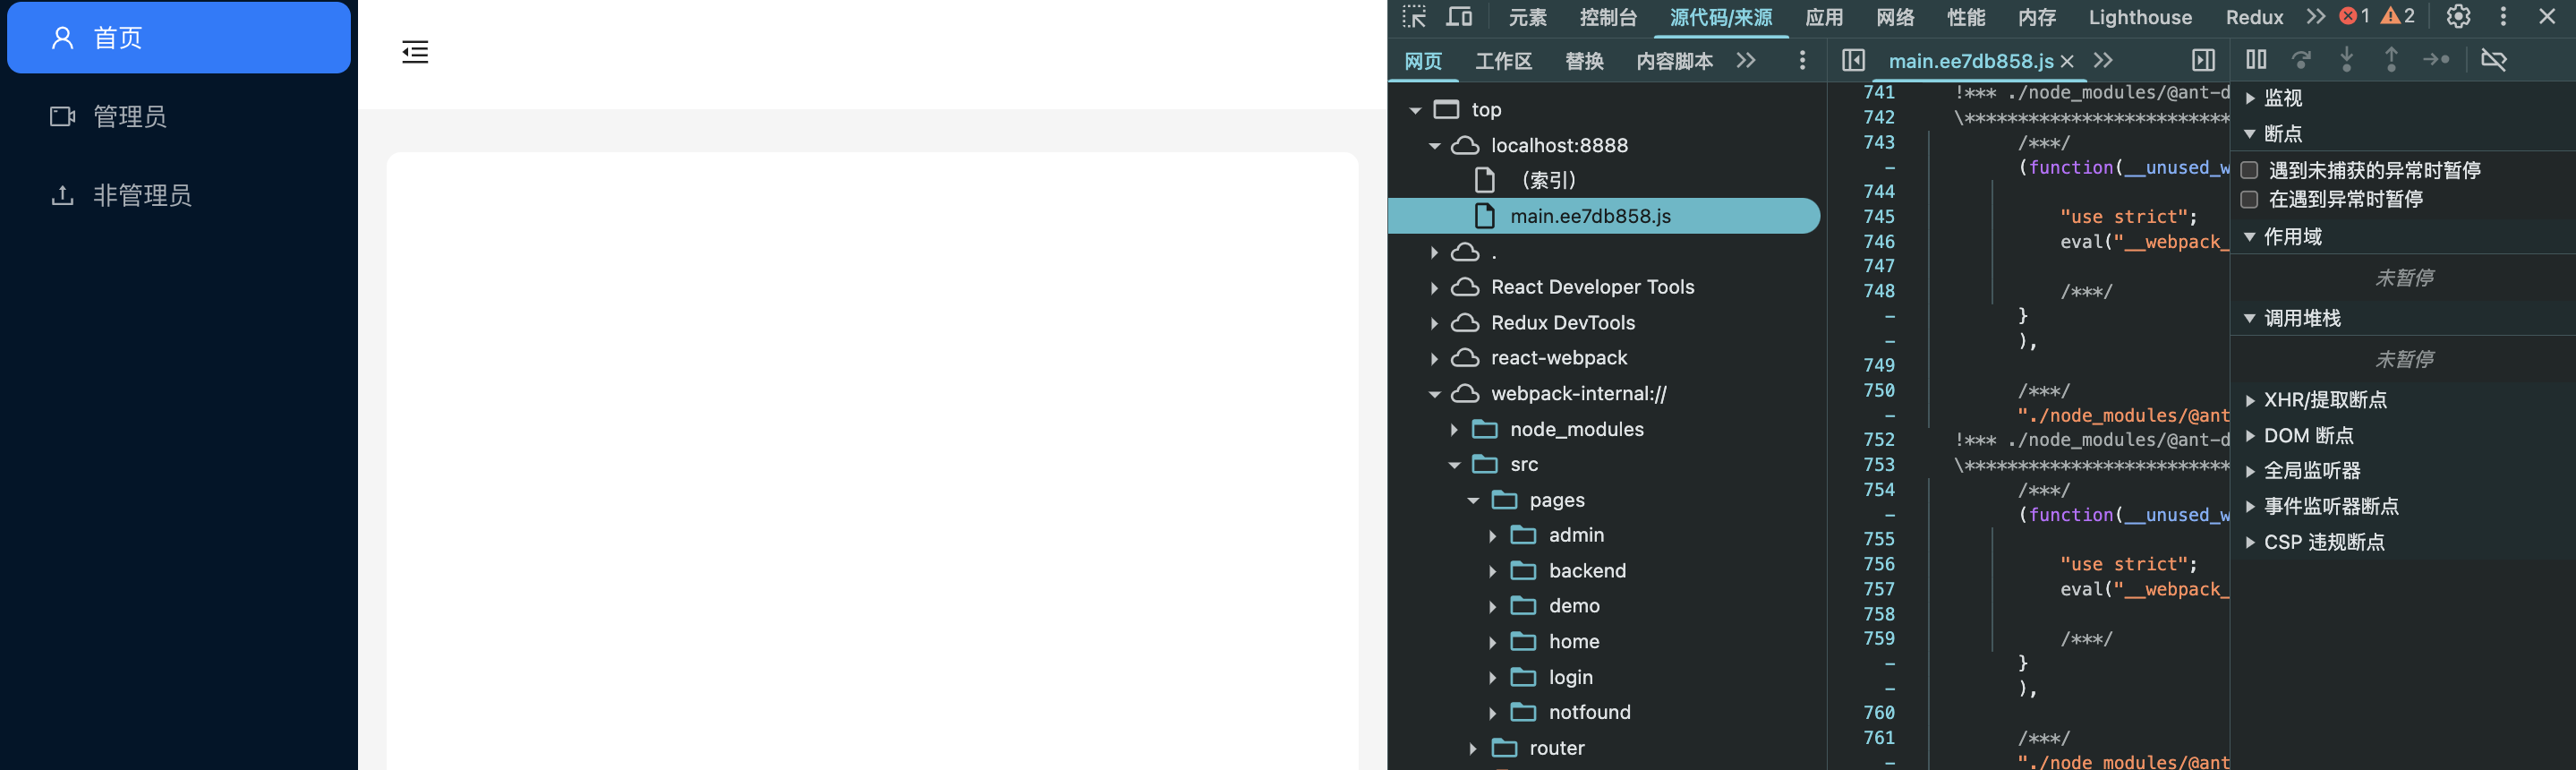 首页
管理员
非管理员
元素 控制台 源代码/来源 应用 网络 性能 内存 Lighthouse Redux 1 2
网页 工作区 替换 内容脚本
top
localhost:8888
（索引）
main.ee7db858.js
.
React Developer Tools
Redux DevTools
react-webpack
webpack-internal://
node_modules
src
pages
admin
backend
demo
home
login
notfound
router
main.ee7db858.js
741 !*** ./node_modules/@ant-d
742 \*************************
743 /***/
- (function(__unused_w
744
745 "use strict";
746 eval("__webpack_
747
748 /***/
- }
- ),
749
750 /***/
- "./node_modules/@ant
752 !*** ./node_modules/@ant-d
753 \*************************
754 /***/
- (function(__unused_w
755
756 "use strict";
757 eval("__webpack_
758
759 /***/
- }
- ),
760
761 /***/
- "./node_modules/@ant
监视
断点
遇到未捕获的异常时暂停
在遇到异常时暂停
作用域
未暂停
调用堆栈
未暂停
XHR/提取断点
DOM 断点
全局监听器
事件监听器断点
CSP 违规断点